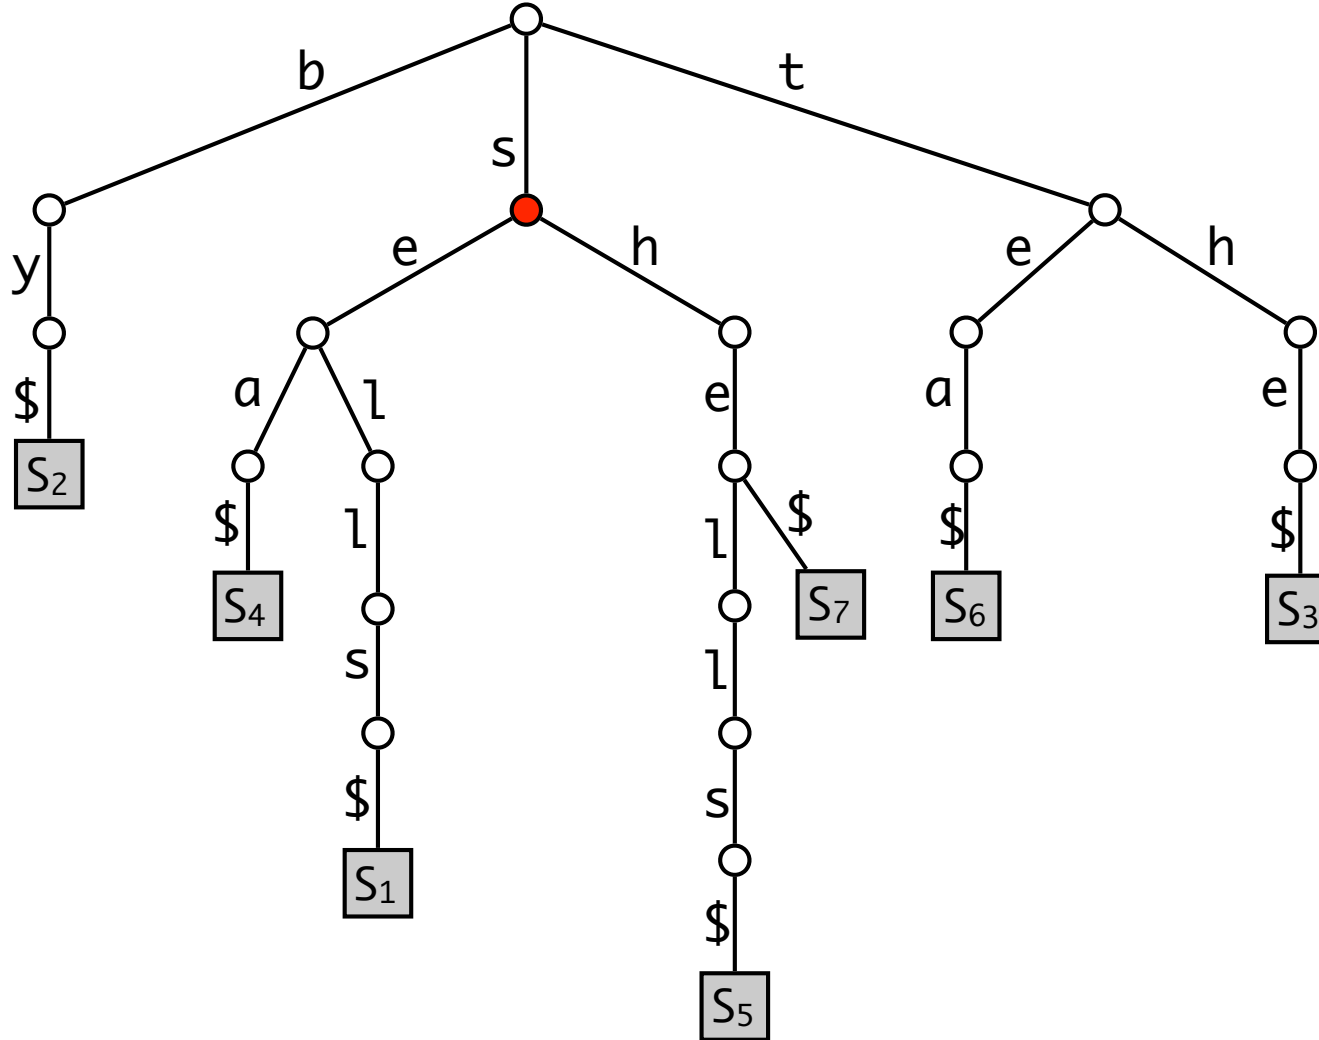 b t
s
e h e h
y
$ a l e a e
S2
$ l l $ $ $
S4 S7 S6 S3
s l
$ s
S1
$
S5